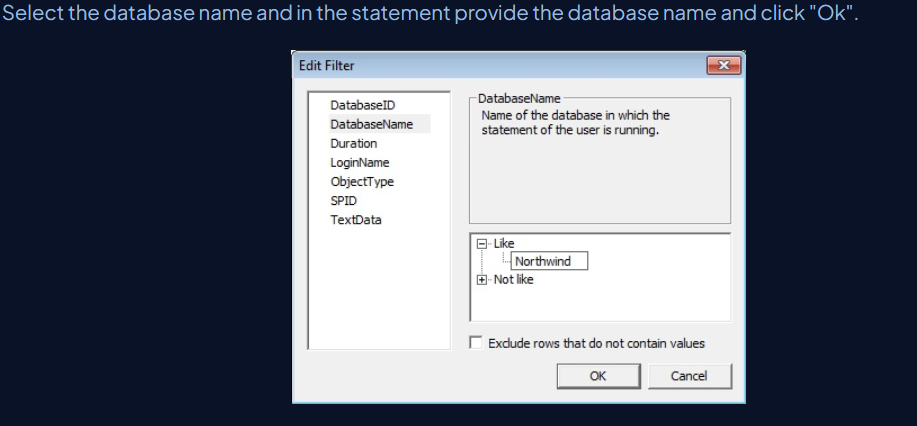 Select the database name and in the statement provide the database name and click "Ok".
Edit Filter
DatabaseID
DatabaseName
Duration
LoginName
ObjectType
SPID
TextData
DatabaseName
Name of the database in which the
statement of the user is running.
Like
Northwind
Not like
Exclude rows that do not contain values
OK
Cancel